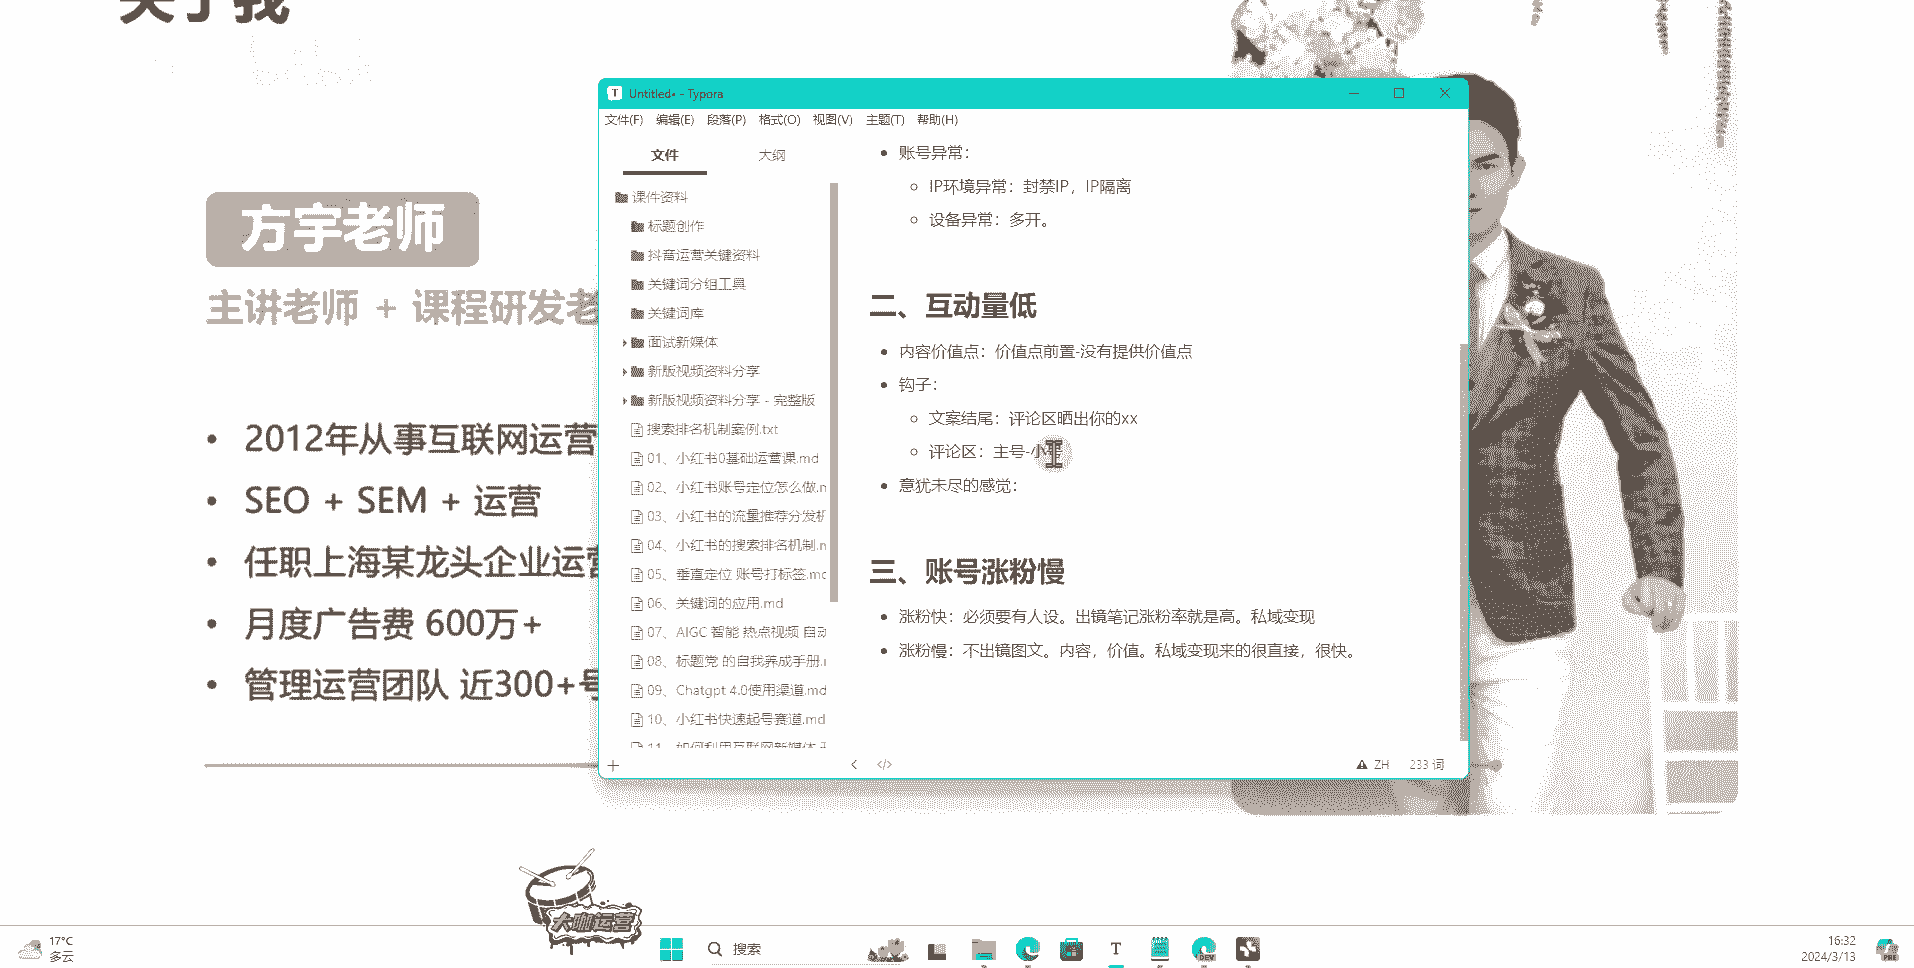 关于我
方宇老师
主讲老师 + 课程研发老
2012年从事互联网运营
SEO + SEM + 运营
任职上海某龙头企业运营
月度广告费 600万+
管理运营团队 近300+号
Untitled• - Typora
文件(F) 编辑(E) 段落(P) 格式(O) 视图(V) 主题(T) 帮助(H)
文件 大纲
课件资料
标题创作
抖音运营关键资料
关键词分组工具
关键词库
面试新媒体
新版视频资料分享
新版视频资料分享 - 完整版
搜索排名机制案例.txt
01、小红书0基础运营课.md
02、小红书账号定位怎么做.m
03、小红书的流量推荐分发机
04、小红书的搜索排名机制.m
05、垂直定位 账号打标签.md
06、关键词的应用.md
07、AIGC 智能 热点视频 自动
08、标题党 的自我养成手册.
09、Chatgpt 4.0使用渠道.md
10、小红书快速起号赛道.md
11、如何利用互联网新媒体
账号异常：
IP环境异常：封禁IP，IP隔离
设备异常：多开。
二、互动量低
内容价值点：价值点前置-没有提供价值点
钩子：
文案结尾：评论区晒出你的xx
评论区：主号-小号
意犹未尽的感觉：
三、账号涨粉慢
涨粉快：必须要有人设。出镜笔记涨粉率就是高。私域变现
涨粉慢：不出镜图文。内容，价值。私域变现来的很直接，很快。
ZH 233 词
大咖运营
17°C
多云
搜索
T
DEV
16:32
2024/3/13
PRE